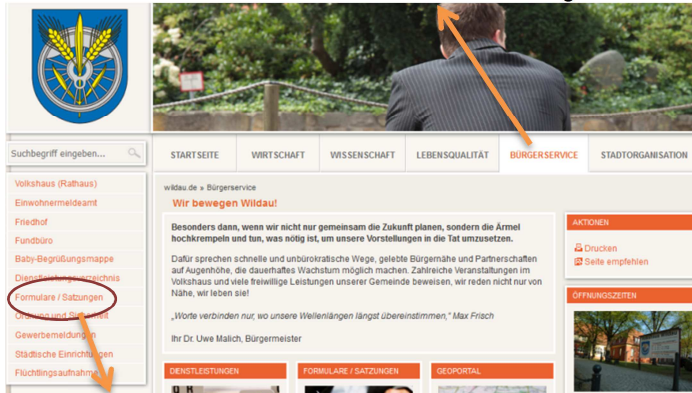 Suchbegriff eingeben...
STARTSEITE
WIRTSCHAFT
WISSENSCHAFT
LEBENSQUALITÄT
BÜRGERSERVICE
STADTORGANISATION
Volkshaus (Rathaus)
Einwohnermeldeamt
Friedhof
Fundbüro
Baby-Begrüßungsmappe
Dienstleistungsverzeichnis
Formulare / Satzungen
Ordnung und Sicherheit
Gewerbemeldungen
Städtische Einrichtungen
Flüchtlingsaufnahme
wildau.de » Bürgerservice
Wir bewegen Wildau!
Besonders dann, wenn wir nicht nur gemeinsam die Zukunft planen, sondern die Ärmel
hochkrempeln und tun, was nötig ist, um unsere Vorstellungen in die Tat umzusetzen.
Dafür sprechen schnelle und unbürokratische Wege, gelebte Bürgernähe und Partnerschaften
auf Augenhöhe, die dauerhaftes Wachstum möglich machen. Zahlreiche Veranstaltungen im
Volkshaus und viele freiwillige Leistungen unserer Gemeinde beweisen, wir reden nicht nur von
Nähe, wir leben sie!
„Worte verbinden nur, wo unsere Wellenlängen längst übereinstimmen," Max Frisch
Ihr Dr. Uwe Malich, Bürgermeister
AKTIONEN
Drucken
Seite empfehlen
ÖFFNUNGSZEITEN
DIENSTLEISTUNGEN
FORMULARE / SATZUNGEN
GEOPORTAL